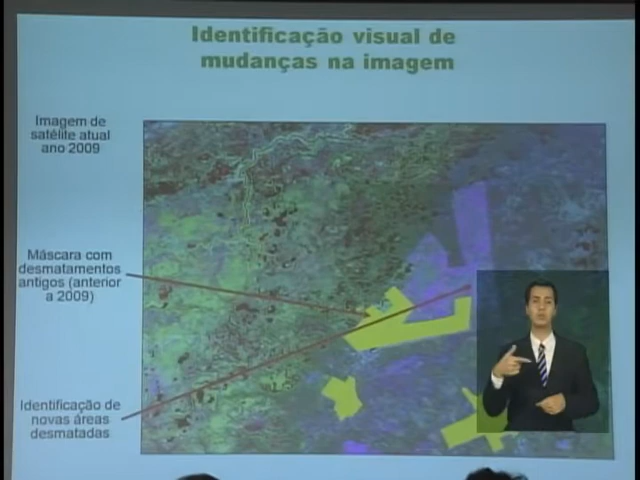 Identificação visual de
mudanças na imagem
Imagem de
satélite atual
ano 2009
Máscara com
desmatamentos
antigos (anterior
a 2009)
Identificação de
novas áreas
desmatadas